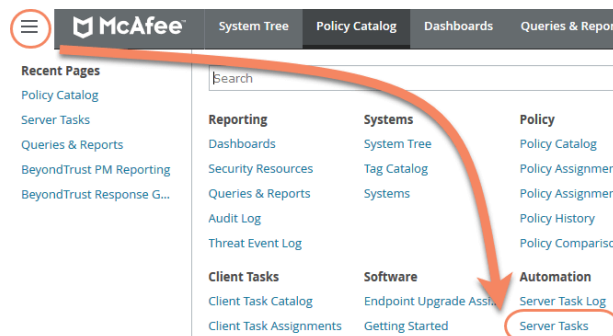 McAfee System Tree Policy Catalog Dashboards Queries & Repor
Recent Pages
Policy Catalog
Server Tasks
Queries & Reports
BeyondTrust PM Reporting
BeyondTrust Response G...
Search
Reporting Systems Policy
Dashboards System Tree Policy Catalog
Security Resources Tag Catalog Policy Assignmen
Queries & Reports Systems Policy Assignmen
Audit Log Policy History
Threat Event Log Policy Compariso
Client Tasks Software Automation
Client Task Catalog Endpoint Upgrade Assi... Server Task Log
Client Task Assignments Getting Started Server Tasks